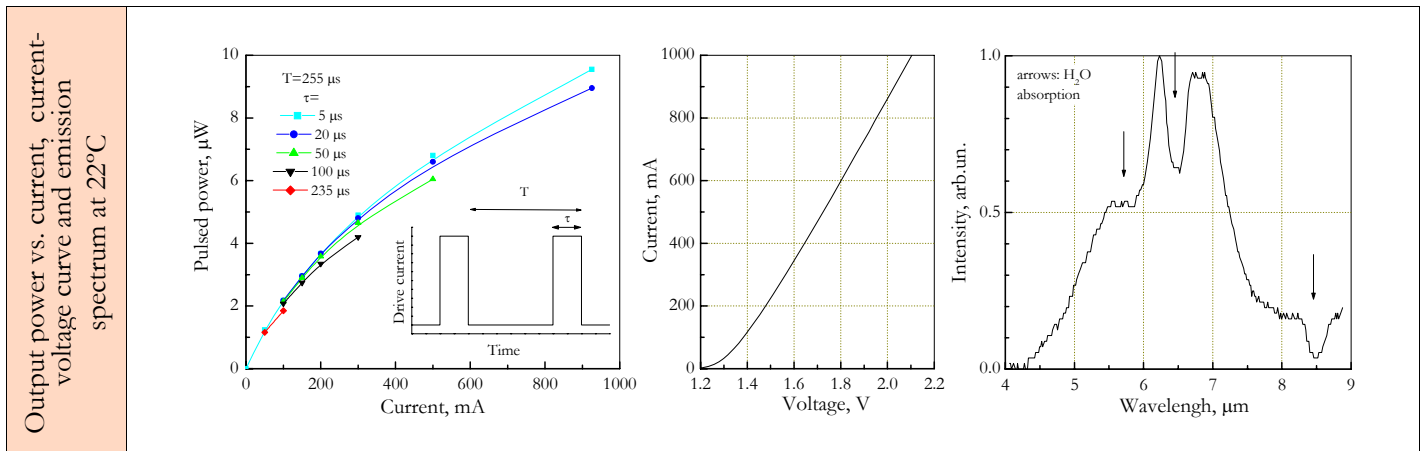 Output power vs. current, current-
voltage curve and emission
spectrum at 22ºC
10
8
6
4
2
0
0
200
400
600
800
1000
Pulsed power, μW
Current, mA
T=255 μs
τ=
5 μs
20 μs
50 μs
100 μs
235 μs
T
τ
Drive current
Time
1000
800
600
400
200
0
1.2
1.4
1.6
1.8
2.0
2.2
Current, mA
Voltage, V
1.0
0.5
0.0
4
5
6
7
8
9
Intensity, arb.un.
Wavelengh, μm
arrows: H2O
absorption